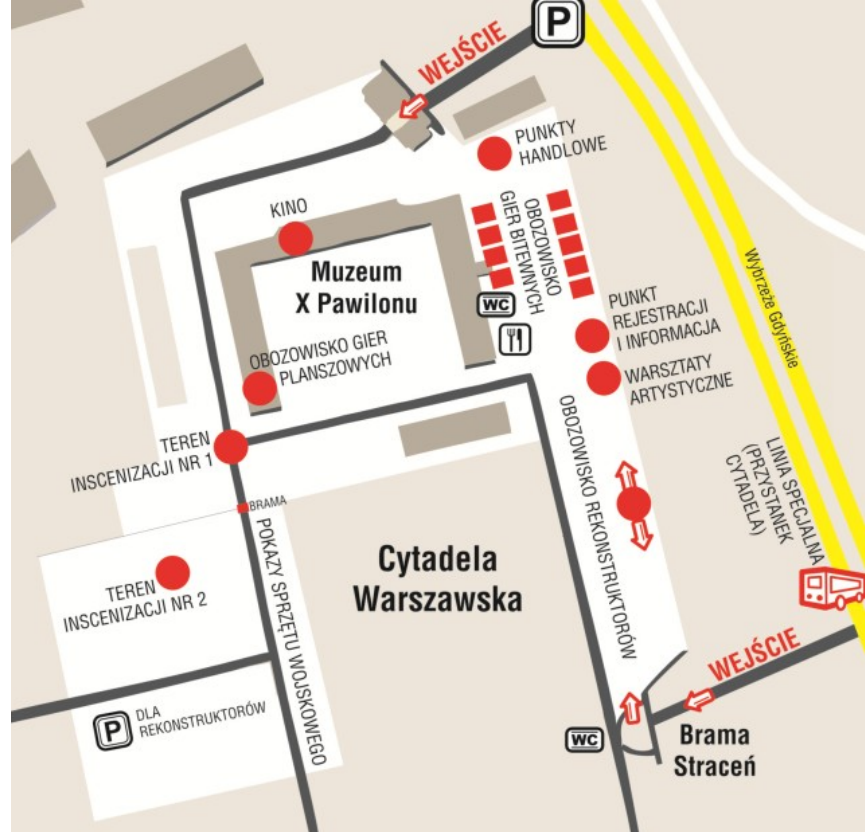 P
WEJŚCIE
PUNKTY
HANDLOWE
KINO
OBOZOWISKO
GIER BITEWNYCH
Muzeum
X Pawilonu
WC
PUNKT
REJESTRACJI
I INFORMACJA
Wybrzeże Gdyńskie
OBOZOWISKO GIER
PLANSZOWYCH
WARSZTATY
ARTYSTYCZNE
TEREN
INSCENIZACJI NR 1
OBOZOWISKO REKONSTRUKTORÓW
LINIA SPECJALNA
(PRZYSTANEK
CYTADELA)
BRAMA
POKAZY SPRZĘTU WOJSKOWEGO
Cytadela
Warszawska
TEREN
INSCENIZACJI NR 2
WEJŚCIE
P
DLA
REKONSTRUKTORÓW
WC
Brama
Straceń